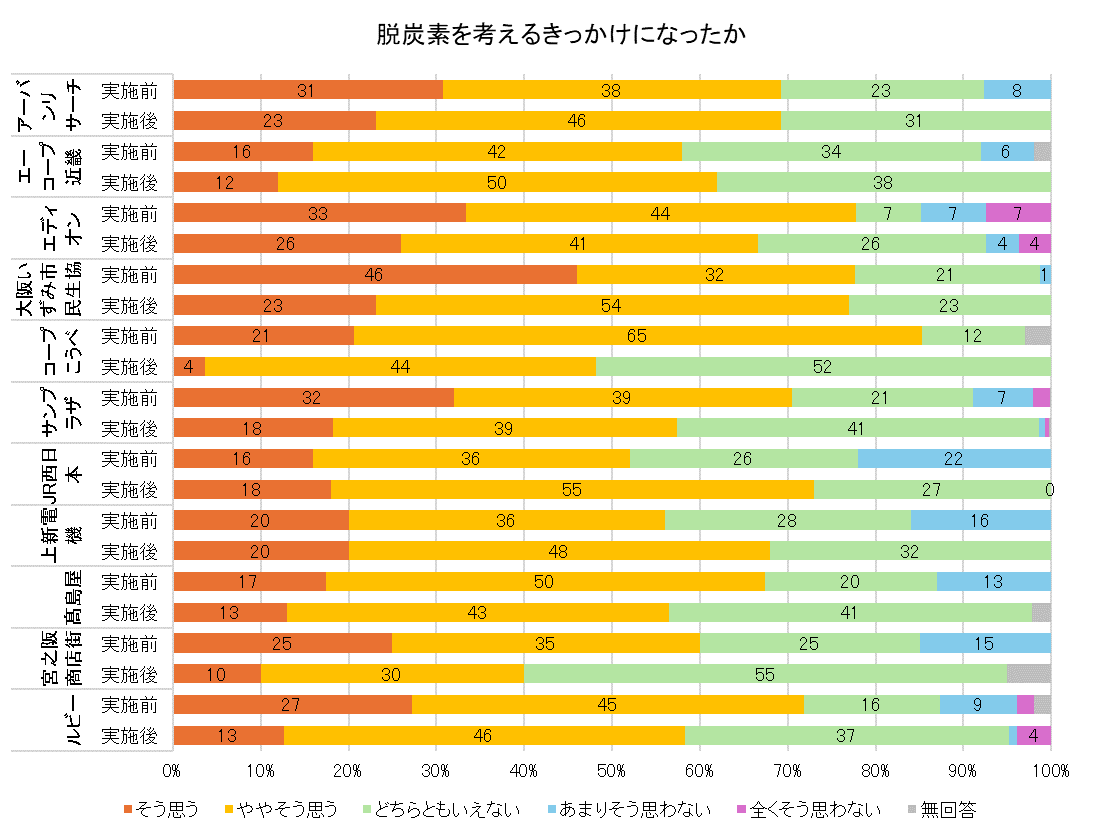 脱炭素を考えるきっかけになったか
アーバンリサーチ
実施前 31 38 23 8
実施後 23 46 31
エーコープ近畿
実施前 16 42 34 6
実施後 12 50 38
エディオン
実施前 33 44 7 7 7
実施後 26 41 26 4 4
大阪いずみ市民生協
実施前 46 32 21 1
実施後 23 54 23
コープこうべ
実施前 21 65 12
実施後 4 44 52
サンプラザ
実施前 32 39 21 7
実施後 18 39 41
JR西日本
実施前 16 36 26 22
実施後 18 55 27 0
上新電機
実施前 20 36 28 16
実施後 20 48 32
髙島屋
実施前 17 50 20 13
実施後 13 43 41
宮之阪商店街
実施前 25 35 25 15
実施後 10 30 55
ルビー
実施前 27 45 16 9
実施後 13 46 37 4
0% 10% 20% 30% 40% 50% 60% 70% 80% 90% 100%
そう思う ややそう思う どちらともいえない あまりそう思わない 全くそう思わない 無回答